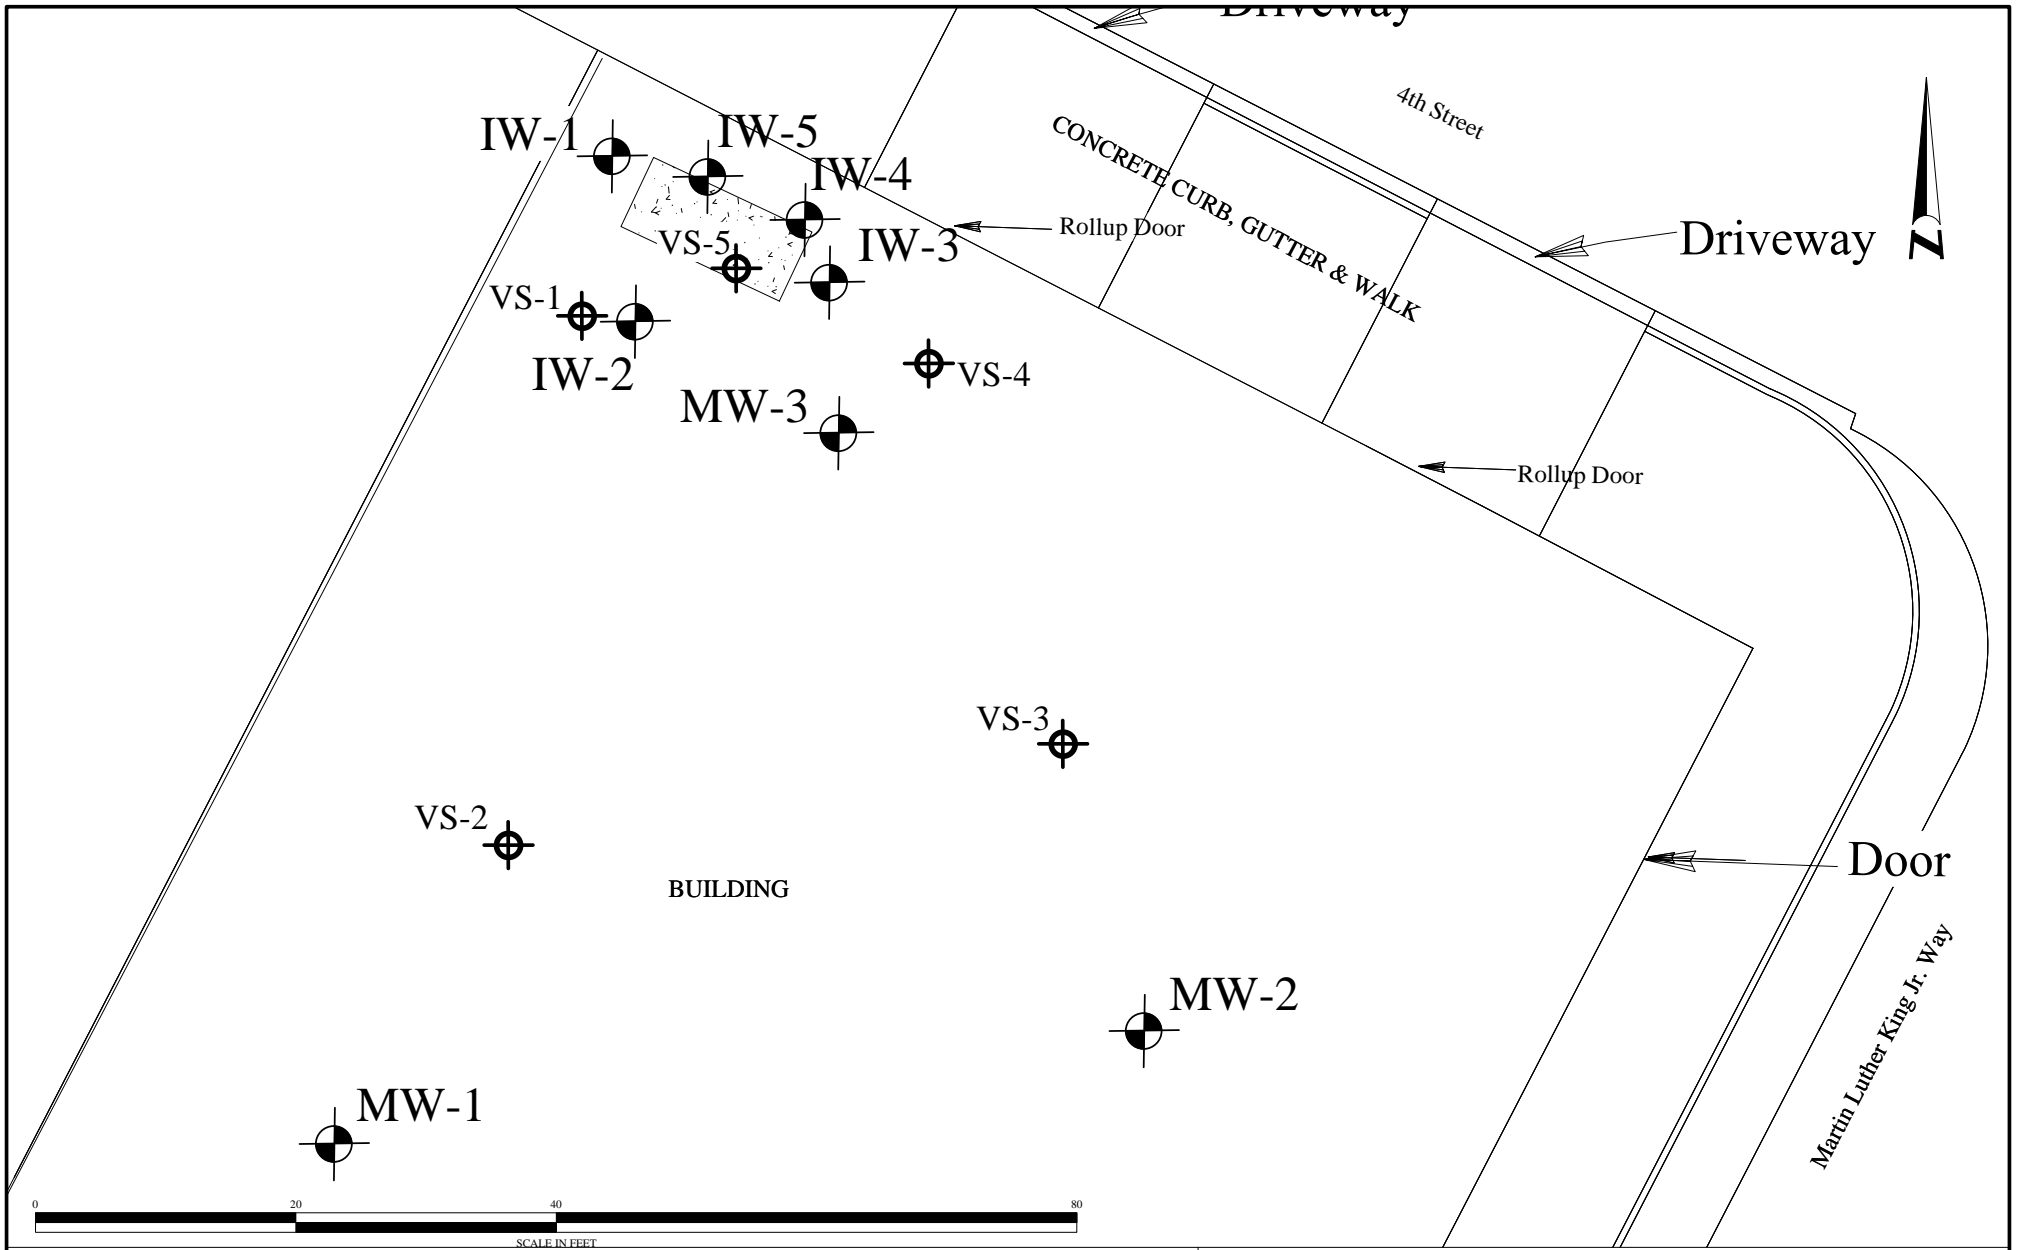 Driveway
4th Street
CONCRETE CURB, GUTTER & WALK
IW-1
IW-5
IW-4
Rollup Door
IW-3
Driveway
N
VS-5
VS-1
IW-2
VS-4
MW-3
Rollup Door
VS-3
VS-2
BUILDING
Door
Martin Luther King Jr. Way
MW-2
MW-1
0 20 40 80
SCALE IN FEET